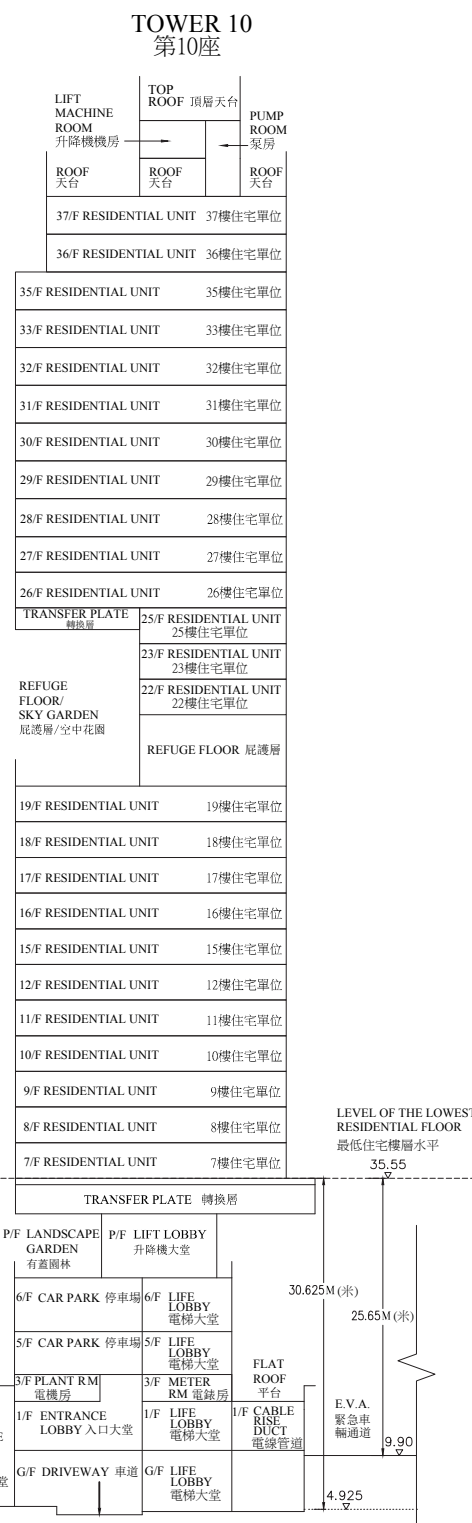 TOWER 10
第10座
TOP
ROOF 頂層天台
LIFT
MACHINE
ROOM
升降機機房
PUMP
ROOM
泵房
ROOF
天台
ROOF
天台
ROOF
天台
37/F RESIDENTIAL UNIT 37樓住宅單位
36/F RESIDENTIAL UNIT 36樓住宅單位
35/F RESIDENTIAL UNIT 35樓住宅單位
33/F RESIDENTIAL UNIT 33樓住宅單位
32/F RESIDENTIAL UNIT 32樓住宅單位
31/F RESIDENTIAL UNIT 31樓住宅單位
30/F RESIDENTIAL UNIT 30樓住宅單位
29/F RESIDENTIAL UNIT 29樓住宅單位
28/F RESIDENTIAL UNIT 28樓住宅單位
27/F RESIDENTIAL UNIT 27樓住宅單位
26/F RESIDENTIAL UNIT 26樓住宅單位
TRANSFER PLATE
轉換層
25/F RESIDENTIAL UNIT
25樓住宅單位
23/F RESIDENTIAL UNIT
23樓住宅單位
22/F RESIDENTIAL UNIT
22樓住宅單位
REFUGE
FLOOR/
SKY GARDEN
屁護層/空中花園
REFUGE FLOOR 屁護層
19/F RESIDENTIAL UNIT 19樓住宅單位
18/F RESIDENTIAL UNIT 18樓住宅單位
17/F RESIDENTIAL UNIT 17樓住宅單位
16/F RESIDENTIAL UNIT 16樓住宅單位
15/F RESIDENTIAL UNIT 15樓住宅單位
12/F RESIDENTIAL UNIT 12樓住宅單位
11/F RESIDENTIAL UNIT 11樓住宅單位
10/F RESIDENTIAL UNIT 10樓住宅單位
9/F RESIDENTIAL UNIT 9樓住宅單位
8/F RESIDENTIAL UNIT 8樓住宅單位
7/F RESIDENTIAL UNIT 7樓住宅單位
LEVEL OF THE LOWEST
RESIDENTIAL FLOOR
最低住宅樓層水平
35.55
TRANSFER PLATE 轉換層
P/F LANDSCAPE
GARDEN
有蓋園林
P/F LIFT LOBBY
升降機大堂
6/F CAR PARK 停車場
6/F LIFE
LOBBY
電梯大堂
30.625M (米)
25.65M (米)
5/F CAR PARK 停車場
5/F LIFE
LOBBY
電梯大堂
3/F PLANT RM
電機房
3/F METER
RM 電錶房
FLAT
ROOF
平台
1/F ENTRANCE
LOBBY 入口大堂
1/F LIFE
LOBBY
電梯大堂
1/F CABLE
RISE
DUCT
電線管道
E.V.A.
緊急車
輛通道
9.90
E
堂
G/F DRIVEWAY 車道
G/F LIFE
LOBBY
電梯大堂
4.925